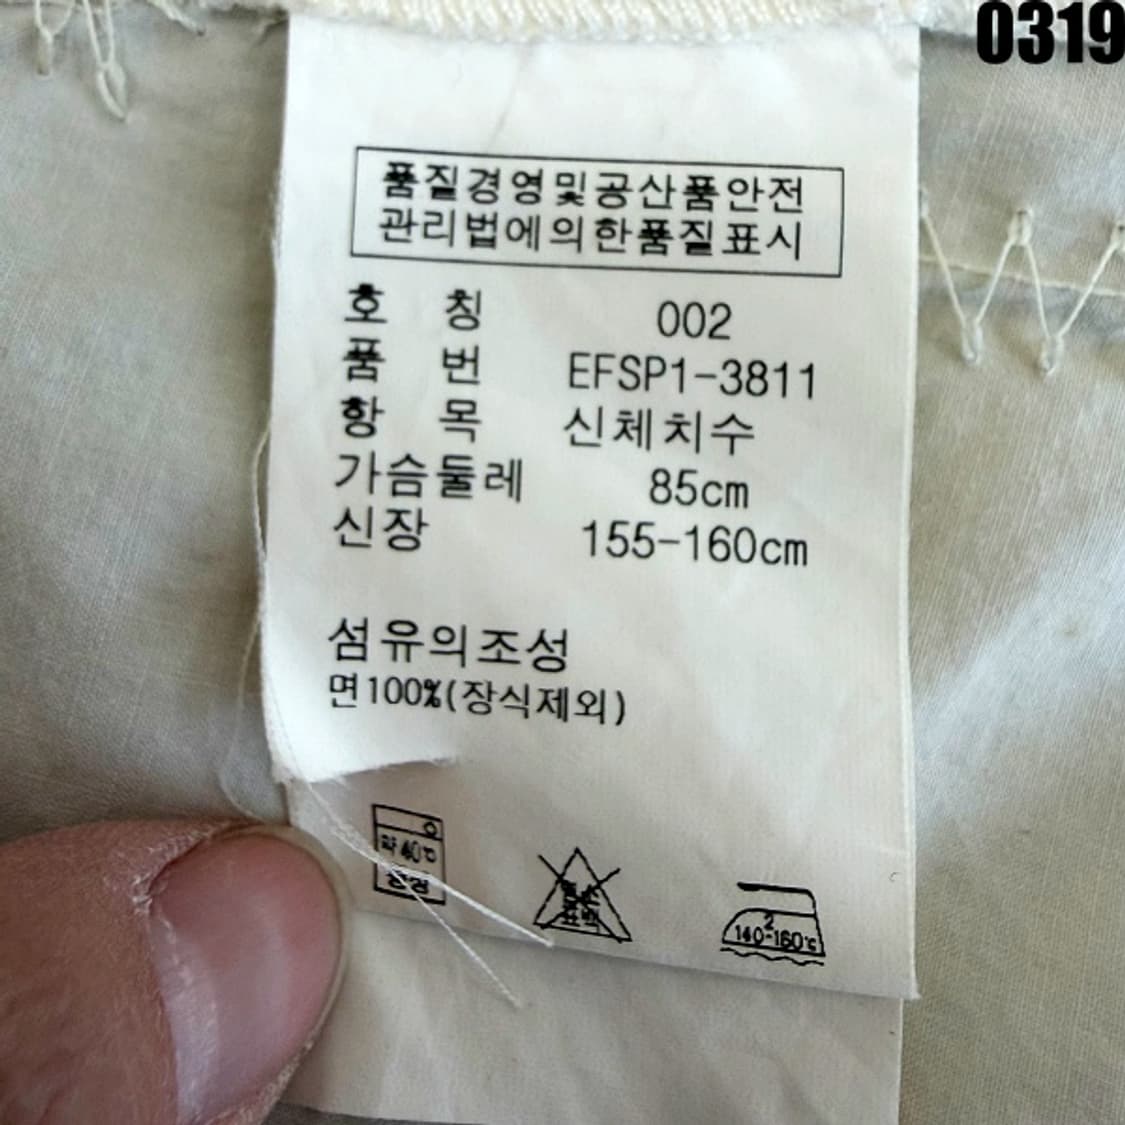 0319
품질경영및공산품안전
관리법에의한품질표시
호 칭 002
품 번 EFSP1-3811
항 목 신체치수
가슴둘레 85cm
신장 155-160cm
섬유의조성
면100%(장식제외)
약 40℃
2
140-160℃